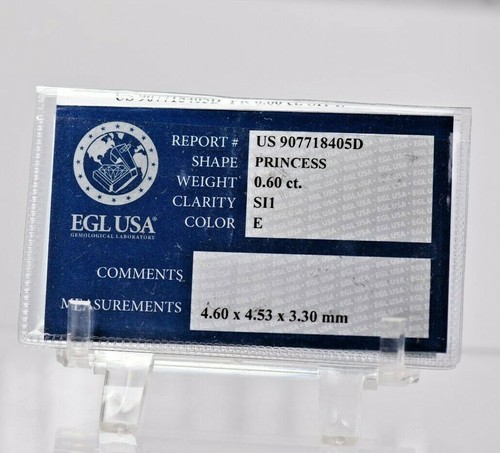 REPORT # US 907718405D
SHAPE PRINCESS
WEIGHT 0.60 ct.
CLARITY SI1
COLOR E
EGL USA®
GEMOLOGICAL LABORATORY
COMMENTS
MEASUREMENTS 4.60 x 4.53 x 3.30 mm